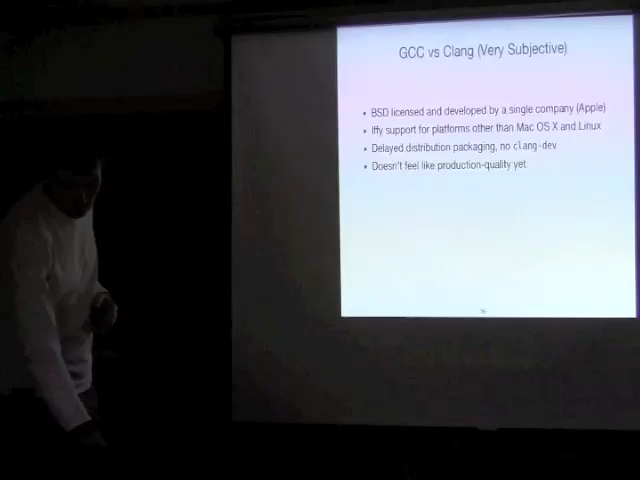 GCC vs Clang (Very Subjective)
• BSD licensed and developed by a single company (Apple)
• Iffy support for platforms other than Mac OS X and Linux
• Delayed distribution packaging, no clang-dev
• Doesn't feel like production-quality yet